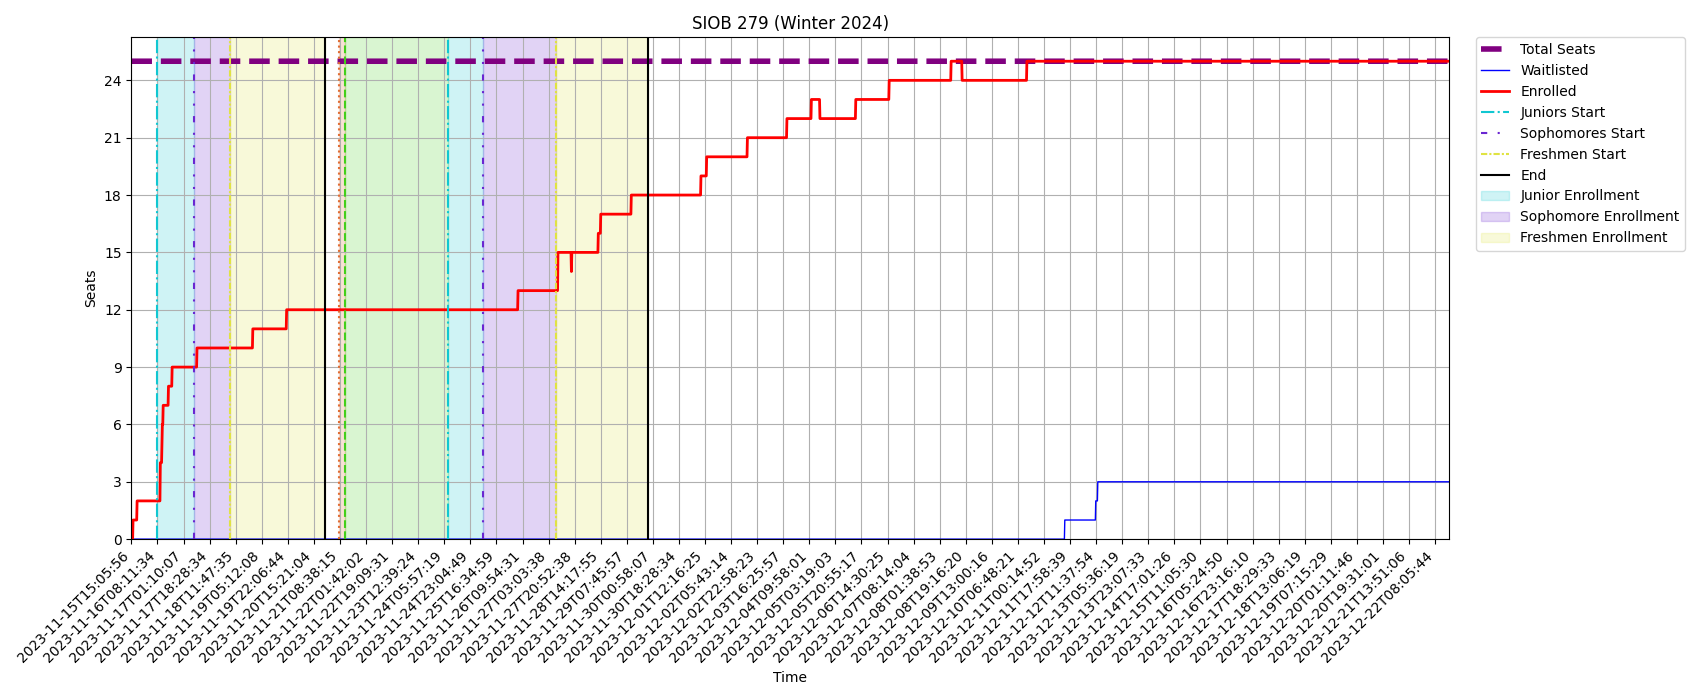 SIOB 279 (Winter 2024)
Seats
24
21
18
15
12
9
6
3
0
2023-11-15T15:05:56
2023-11-16T08:11:34
2023-11-17T01:10:07
2023-11-17T18:28:34
2023-11-18T11:47:35
2023-11-19T05:12:08
2023-11-19T22:06:44
2023-11-20T15:21:04
2023-11-21T08:38:15
2023-11-22T01:42:02
2023-11-22T19:09:31
2023-11-23T12:39:24
2023-11-24T05:57:19
2023-11-24T23:04:49
2023-11-25T16:34:59
2023-11-26T09:54:31
2023-11-27T03:03:38
2023-11-27T20:52:38
2023-11-28T14:17:55
2023-11-29T07:45:57
2023-11-30T00:58:07
2023-11-30T18:28:34
2023-12-01T12:16:25
2023-12-02T05:43:14
2023-12-02T22:58:23
2023-12-03T16:25:57
2023-12-04T09:58:01
2023-12-05T03:19:03
2023-12-05T20:55:17
2023-12-06T14:30:25
2023-12-07T08:14:04
2023-12-08T01:38:53
2023-12-08T19:16:20
2023-12-09T13:00:16
2023-12-10T06:48:21
2023-12-11T00:14:52
2023-12-11T17:58:39
2023-12-12T11:37:54
2023-12-13T05:36:19
2023-12-13T23:07:33
2023-12-14T17:01:26
2023-12-15T11:05:30
2023-12-16T05:24:50
2023-12-16T23:16:10
2023-12-17T18:29:33
2023-12-18T13:06:19
2023-12-19T07:15:29
2023-12-20T01:11:46
2023-12-20T19:31:01
2023-12-21T13:51:06
2023-12-22T08:05:44
Time
Total Seats
Waitlisted
Enrolled
Juniors Start
Sophomores Start
Freshmen Start
End
Junior Enrollment
Sophomore Enrollment
Freshmen Enrollment